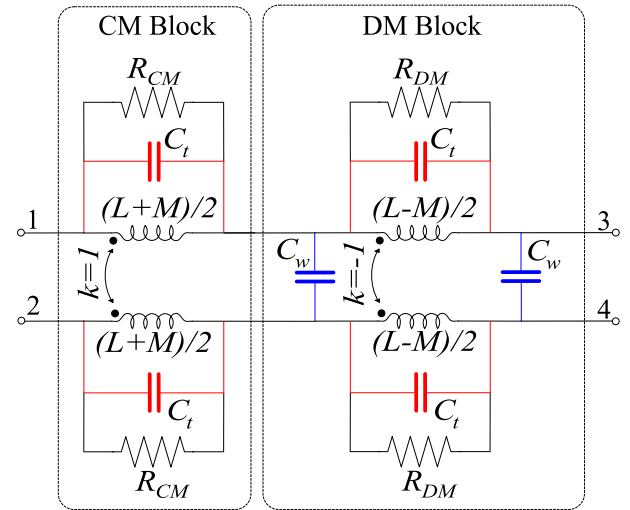 CM Block DM Block
R_CM R_DM
C_t C_t
(L+M)/2 (L-M)/2
1 3
k=1 C_w k=-1 C_w
2 4
(L+M)/2 (L-M)/2
C_t C_t
R_CM R_DM